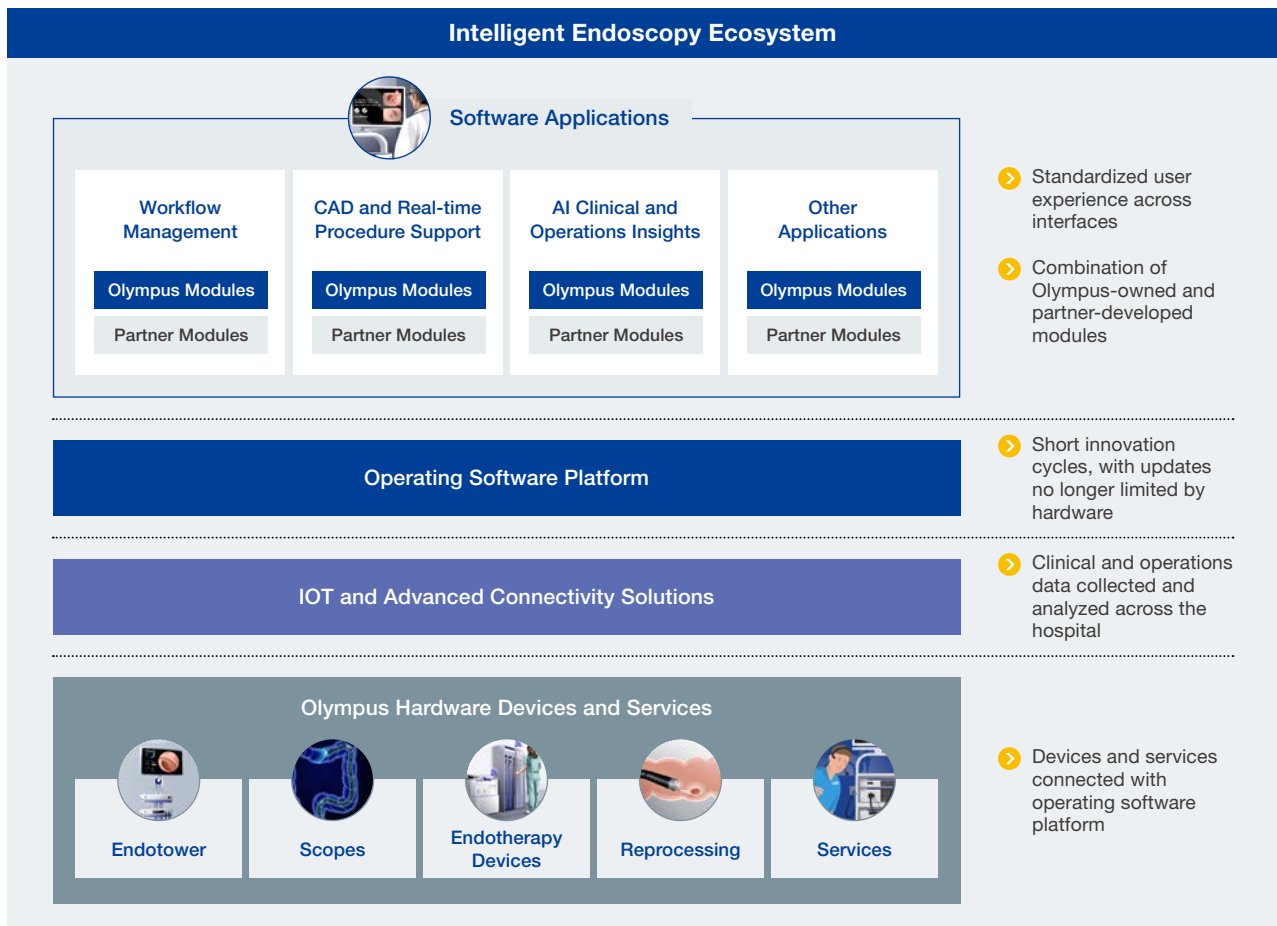 Intelligent Endoscopy Ecosystem
Software Applications
Workflow
Management
Olympus Modules
Partner Modules
CAD and Real-time
Procedure Support
Olympus Modules
Partner Modules
AI Clinical and
Operations Insights
Olympus Modules
Partner Modules
Other
Applications
Olympus Modules
Partner Modules
Standardized user
experience across
interfaces
Combination of
Olympus-owned and
partner-developed
modules
Operating Software Platform
Short innovation
cycles, with updates
no longer limited by
hardware
IOT and Advanced Connectivity Solutions
Clinical and operations
data collected and
analyzed across the
hospital
Olympus Hardware Devices and Services
Endotower
Scopes
Endotherapy
Devices
Reprocessing
Services
Devices and services
connected with
operating software
platform